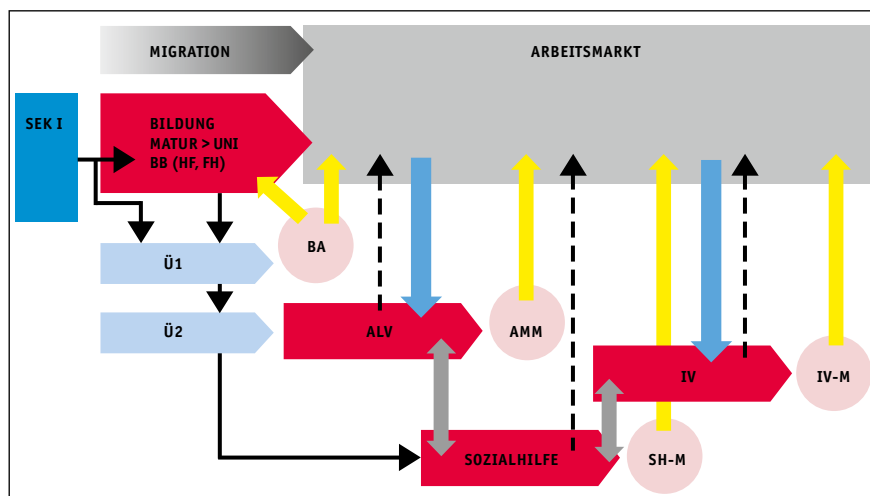 MIGRATION
ARBEITSMARKT
SEK I
BILDUNG
MATUR > UNI
BB (HF, FH)
BA
Ü1
Ü2
ALV
AMM
IV
IV-M
SOZIALHILFE
SH-M